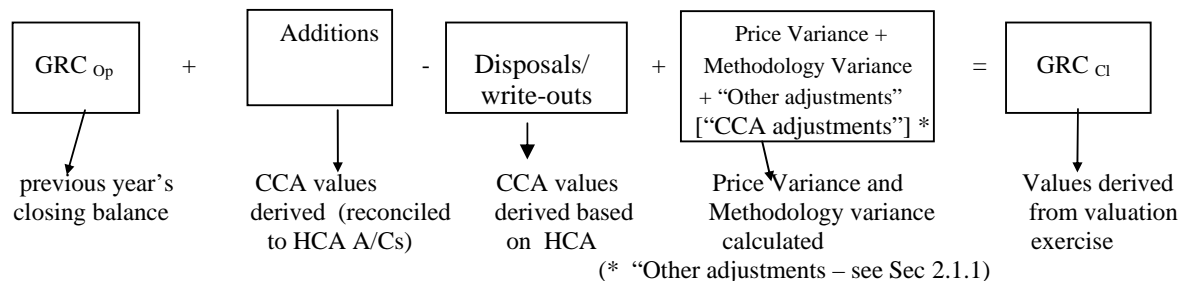 GRC Op
+
Additions
-
Disposals/
write-outs
+
Price Variance +
Methodology Variance
+ “Other adjustments”
[“CCA adjustments”] *
=
GRC Cl
previous year’s
closing balance
CCA values
derived (reconciled
to HCA A/Cs)
CCA values
derived based
on HCA
Price Variance and
Methodology variance
calculated
(* “Other adjustments – see Sec 2.1.1)
Values derived
from valuation
exercise